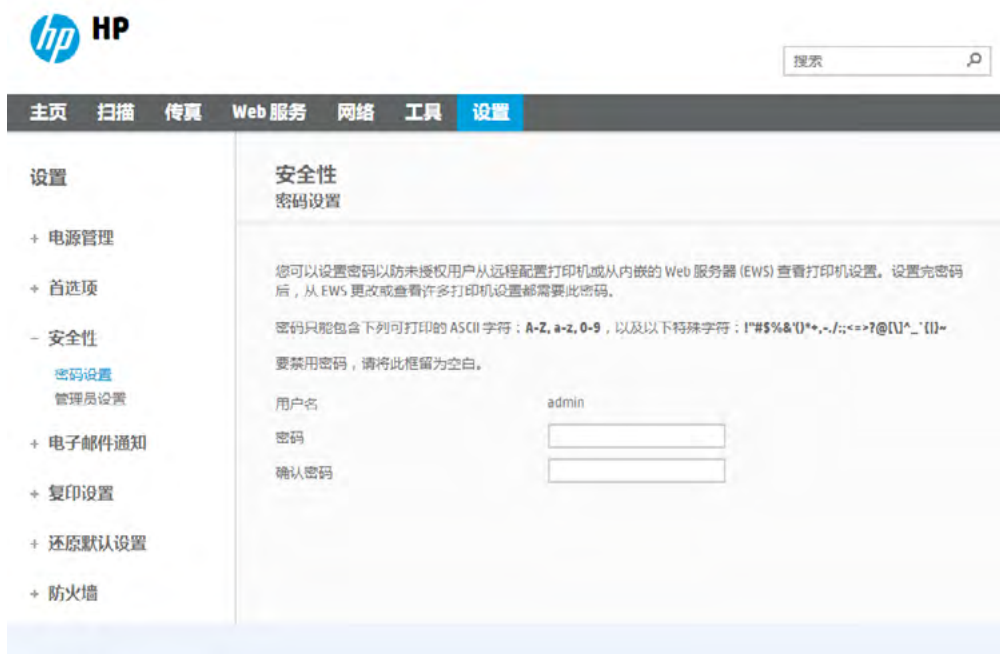 hp HP
搜索
主页 扫描 传真 Web 服务 网络 工具 设置
设置
+ 电源管理
+ 首选项
- 安全性
密码设置
管理员设置
+ 电子邮件通知
+ 复印设置
+ 还原默认设置
+ 防火墙
安全性
密码设置
您可以设置密码以防未授权用户从远程配置打印机或从内嵌的 Web 服务器 (EWS) 查看打印机设置。设置完密码
后，从 EWS 更改或查看许多打印机设置都需要此密码。
密码只能包含下列可打印的 ASCII 字符：A-Z, a-z, 0-9，以及以下特殊字符：!"#$%&'()*+,-./:;<=>?@[\]^_`{|}~
要禁用密码，请将此框留为空白。
用户名 admin
密码
确认密码